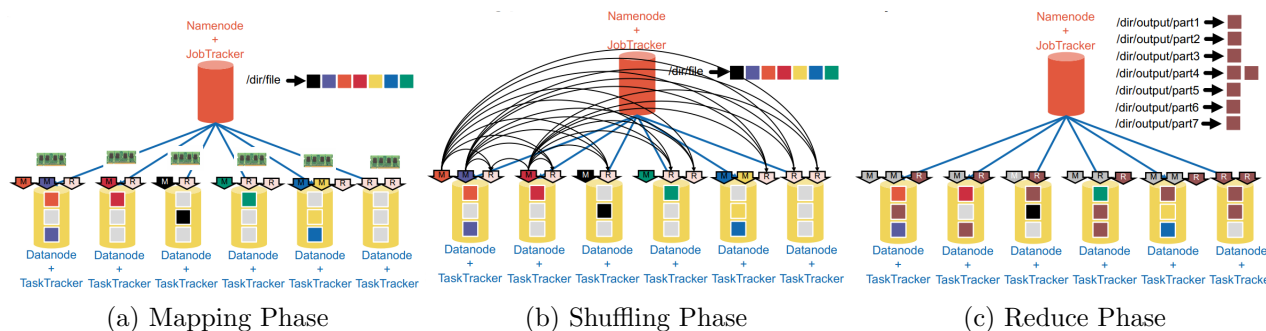 Namenode
+
JobTracker
/dir/file
M M R M R M R M R M M R R R
Datanode Datanode Datanode Datanode Datanode Datanode
+ + + + + +
TaskTracker TaskTracker TaskTracker TaskTracker TaskTracker TaskTracker
(a) Mapping Phase
Namenode
+
JobTracker
/dir/file
M M R M R M R M R R M M R R R
Datanode Datanode Datanode Datanode Datanode Datanode
+ + + + + +
TaskTracker TaskTracker TaskTracker TaskTracker TaskTracker TaskTracker
(b) Shuffling Phase
Namenode
+
JobTracker
/dir/output/part1
/dir/output/part2
/dir/output/part3
/dir/output/part4
/dir/output/part5
/dir/output/part6
/dir/output/part7
M M R M R M R M R R M M R R R
Datanode Datanode Datanode Datanode Datanode Datanode
+ + + + + +
TaskTracker TaskTracker TaskTracker TaskTracker TaskTracker TaskTracker
(c) Reduce Phase